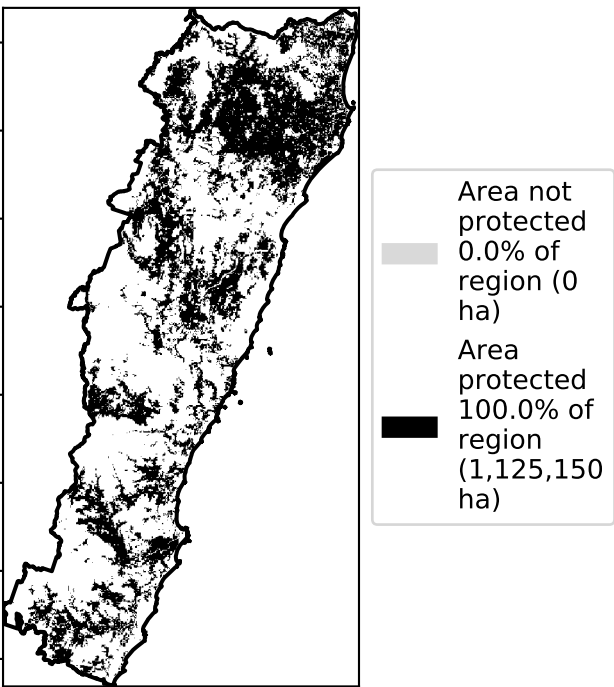 Area not
protected
0.0% of
region (0
ha)
Area
protected
100.0% of
region
(1,125,150
ha)